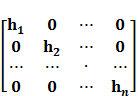 h₁ 0 ⋯ 0
0 h₂ ⋯ 0
⋯ ⋯ · ⋯
0 0 ⋯ hₙ